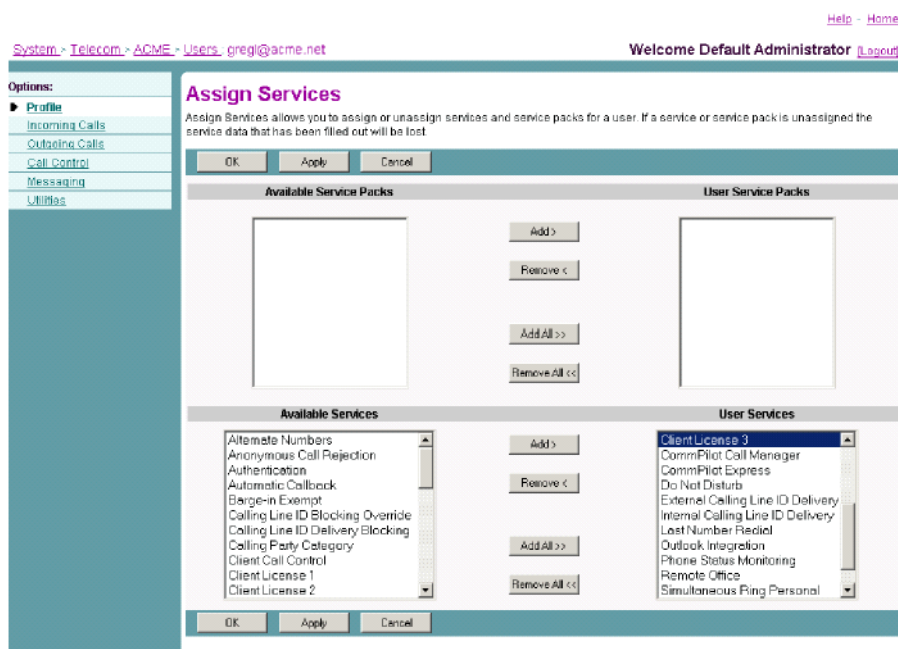 Help - Home
System > Telecom > ACME > Users : gregl@acme.net
Welcome Default Administrator [Logout]
Options:
Profile
Incoming Calls
Outgoing Calls
Call Control
Messaging
Utilities
Assign Services
Assign Services allows you to assign or unassign services and service packs for a user. If a service or service pack is unassigned the
service data that has been filled out will be lost.
OK Apply Cancel
Available Service Packs
User Service Packs
Add >
Remove <
Add All >>
Remove All <<
Available Services
User Services
Alternate Numbers
Anonymous Call Rejection
Authentication
Automatic Callback
Barge-in Exempt
Calling Line ID Blocking Override
Calling Line ID Delivery Blocking
Calling Party Category
Client Call Control
Client License 1
Client License 2
Add >
Remove <
Add All >>
Remove All <<
Client License 3
CommPilot Call Manager
CommPilot Express
Do Not Disturb
External Calling Line ID Delivery
Internal Calling Line ID Delivery
Last Number Redial
Outlook Integration
Phone Status Monitoring
Remote Office
Simultaneous Ring Personal
OK Apply Cancel